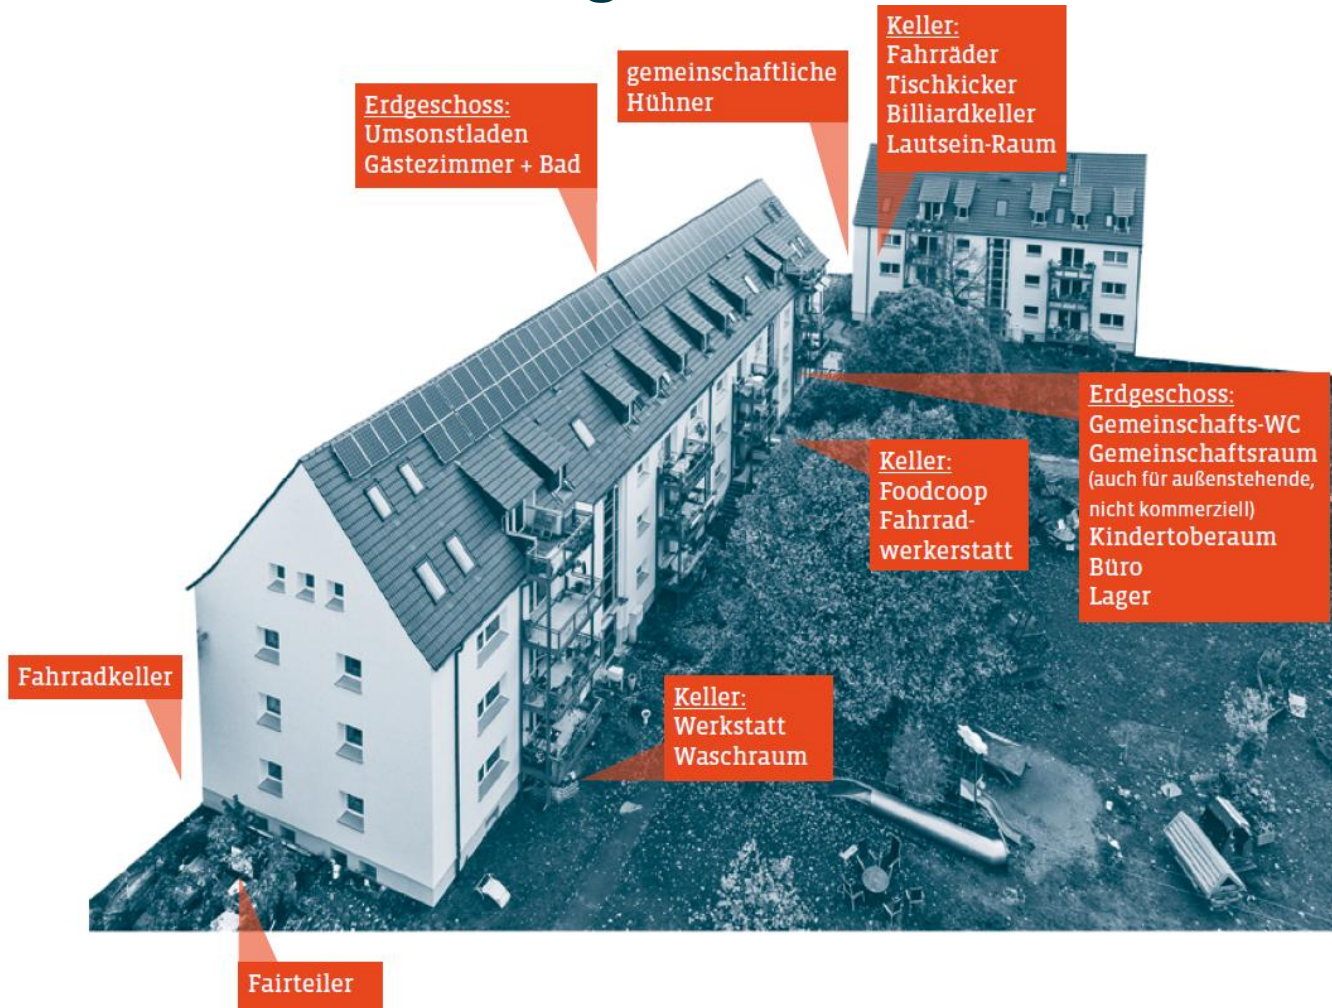 Keller:
Fahrräder
Tischkicker
Billiardkeller
Lautsein-Raum
gemeinschaftliche
Hühner
Erdgeschoss:
Umsonstladen
Gästezimmer + Bad
Erdgeschoss:
Gemeinschafts-WC
Gemeinschaftsraum
(auch für außenstehende,
nicht kommerziell)
Kindertoberaum
Büro
Lager
Keller:
Foodcoop
Fahrrad-
werkerstatt
Fahrradkeller
Keller:
Werkstatt
Waschraum
Fairteiler